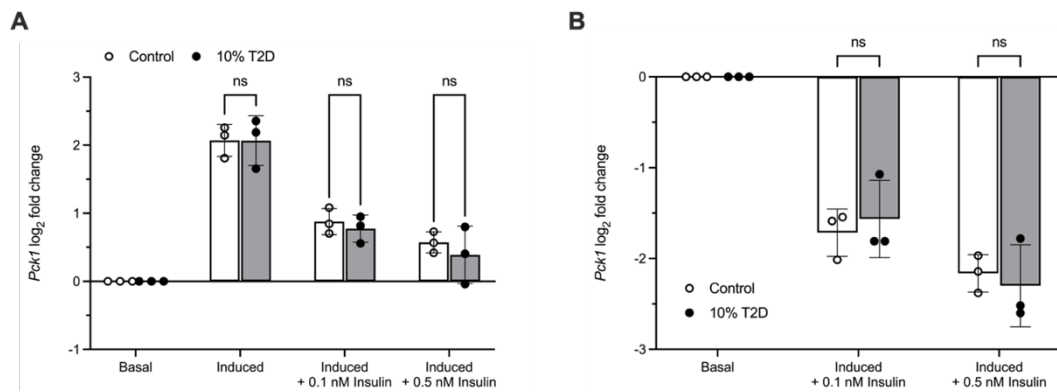 A
Control
10% T2D
Pck1 log2 fold change
3
2
1
0
-1
ns
ns
ns
Basal
Induced
Induced
+ 0.1 nM Insulin
Induced
+ 0.5 nM Insulin
B
ns
ns
Pck1 log2 fold change
0
-1
-2
-3
Control
10% T2D
Basal
Induced
+ 0.1 nM Insulin
Induced
+ 0.5 nM Insulin